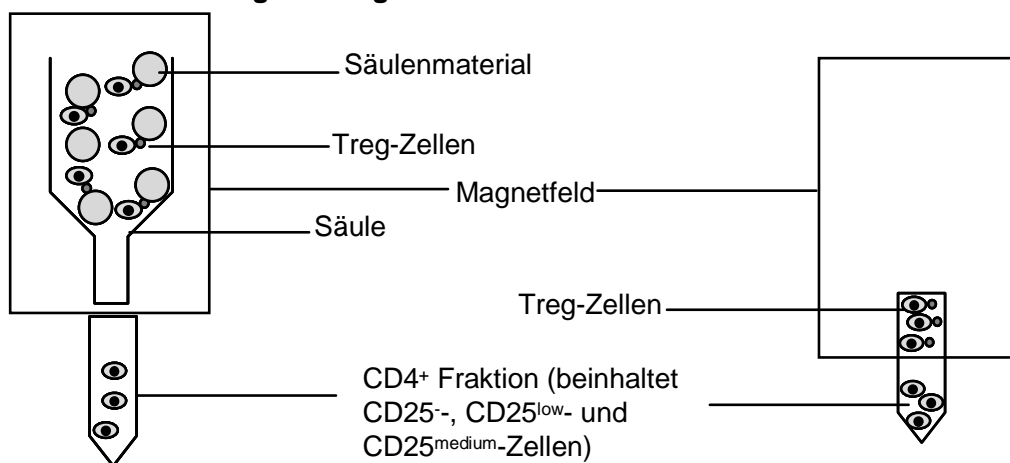 Säulenmaterial
Treg-Zellen
Magnetfeld
Säule
Treg-Zellen
CD4⁺ Fraktion (beinhaltet
CD25⁻-, CD25ˡᵒʷ- und
CD25ᵐᵉᵈⁱᵘᵐ-Zellen)